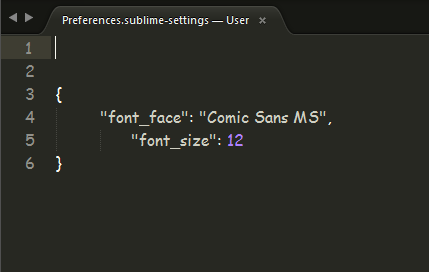 Preferences.sublime-settings — User
1
2
3 {
4 "font_face": "Comic Sans MS",
5 "font_size": 12
6 }